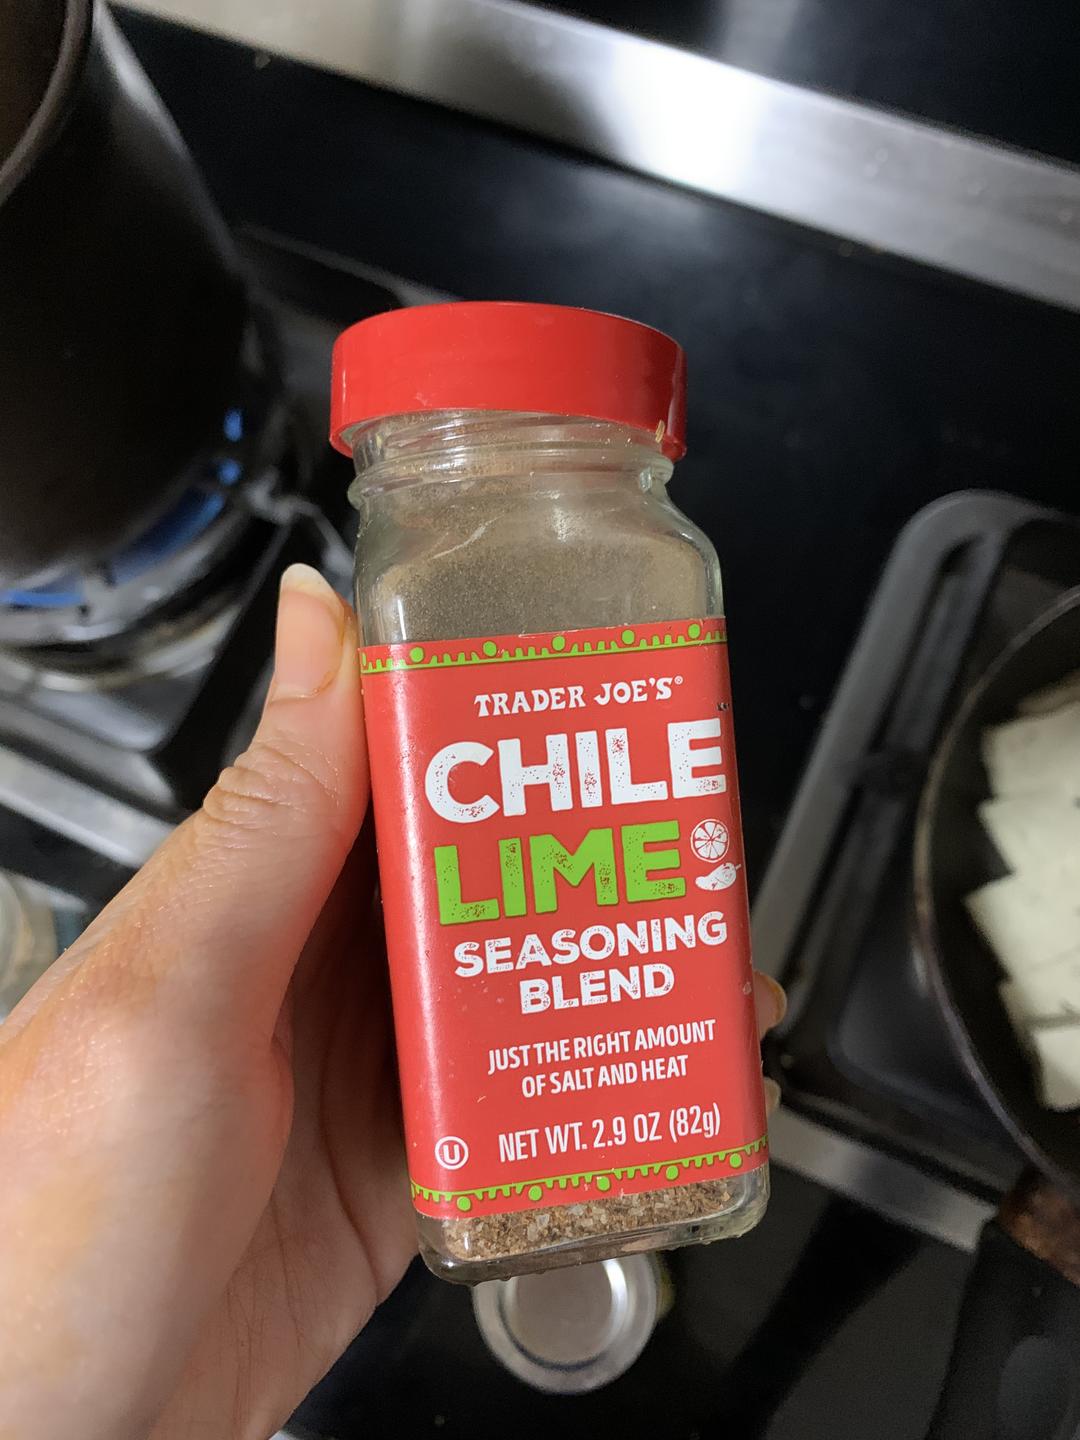 TRADER JOE'S®
CHILE
LIME
SEASONING
BLEND
JUST THE RIGHT AMOUNT
OF SALT AND HEAT
U NET WT. 2.9 OZ (82g)